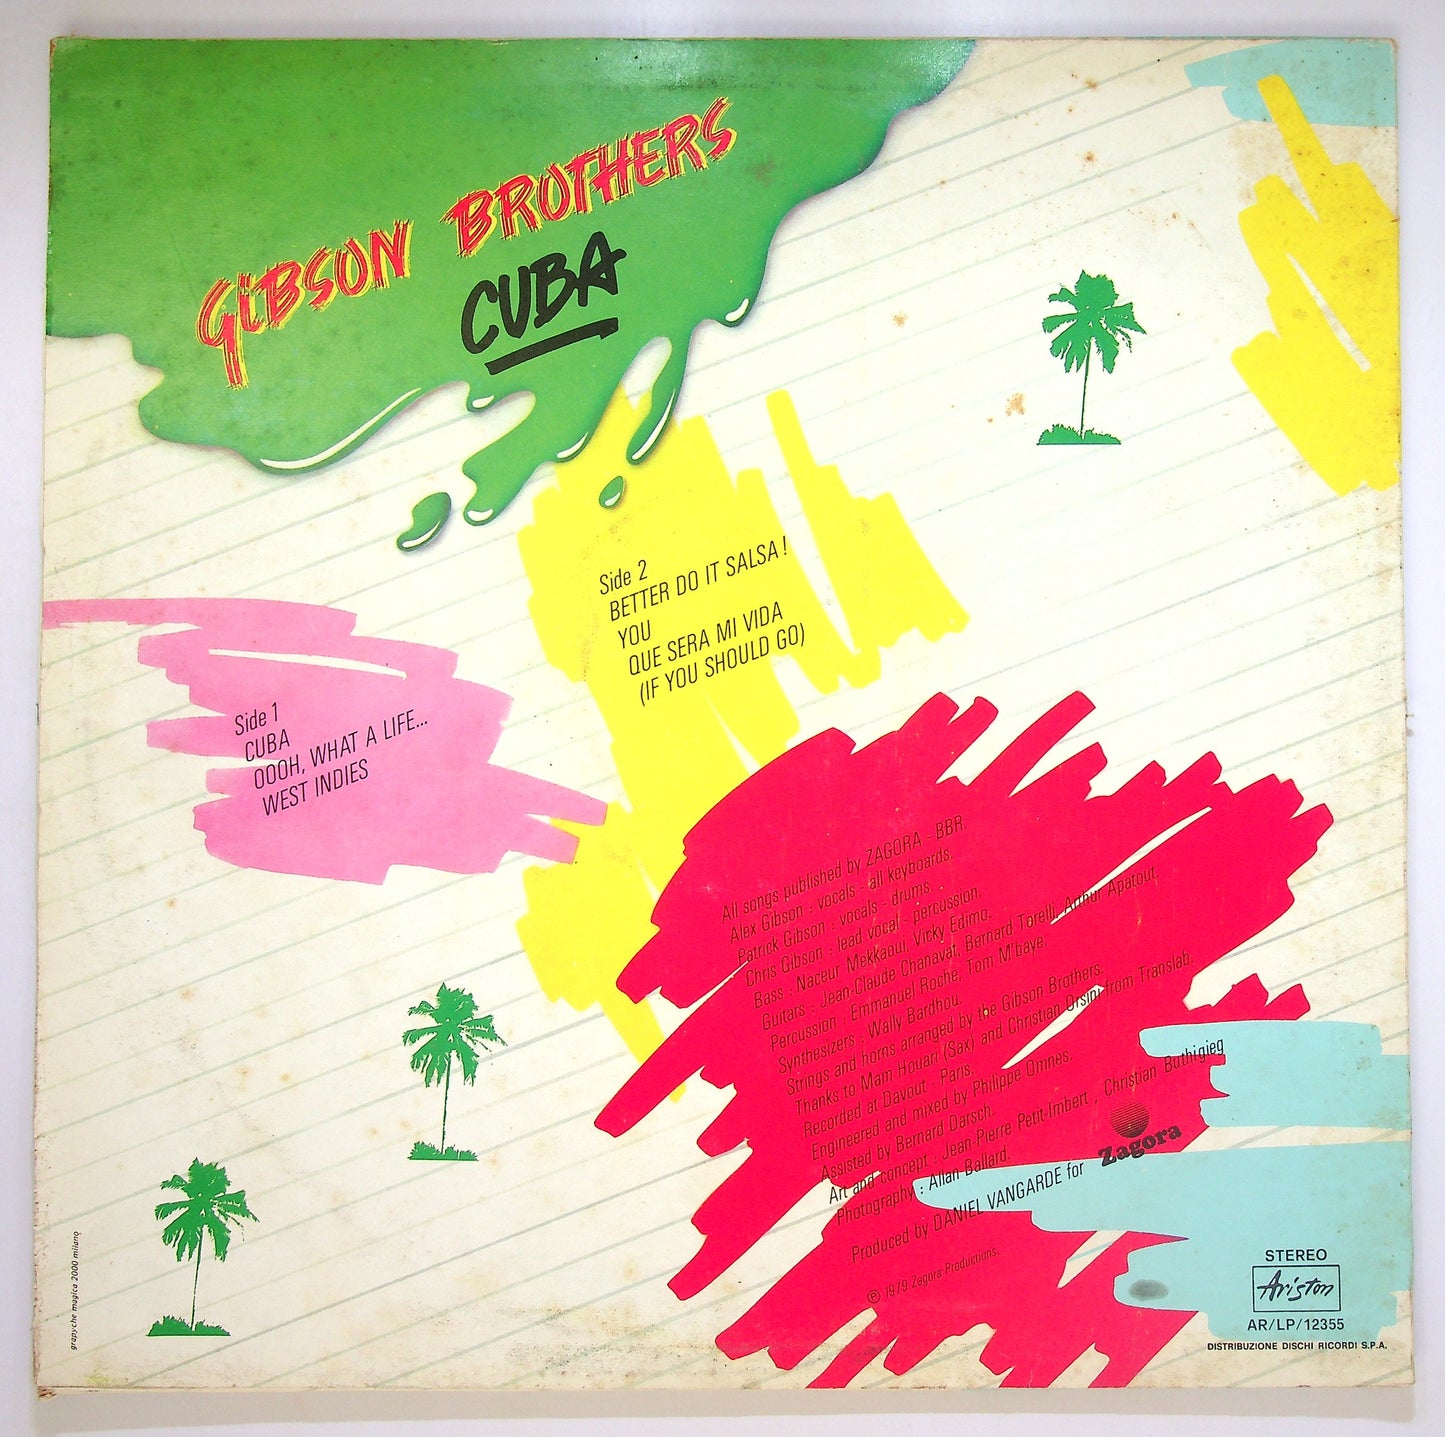 GIBSON BROTHERS
CUBA
Side 2
BETTER DO IT SALSA!
YOU
QUE SERA MI VIDA
(IF YOU SHOULD GO)
Side 1
CUBA
OOOH, WHAT A LIFE...
WEST INDIES
All songs published by ZAGORA - BBR.
Alex Gibson : vocals - all keyboards.
Patrick Gibson : vocals - drums.
Chris Gibson : lead vocal - percussion.
Bass : Naceur Mekkaoui, Vicky Edimo.
Guitars : Jean-Claude Chanavat, Bernard Torelli, Arthur Apatout.
Percussion : Emmanuel Roche, Tom M'baye.
Synthesizers : Wally Bardhou.
Strings and horns arranged by the Gibson Brothers.
Thanks to Mam Houari (Sax) and Christian Orsini from Translab.
Recorded at Davout - Paris.
Engineered and mixed by Philippe Omnes.
Assisted by Bernard Darsch.
Art and concept : Jean-Pierre Petit-Imbert , Christian Buthigieg
Photography : Allan Ballard.
Produced by DANIEL VANGARDE for Zagora
℗ 1979 Zagora Productions.
STEREO
Ariston
AR/LP/12355
DISTRIBUZIONE DISCHI RICORDI S.P.A.
grapyche magica 2000 milano